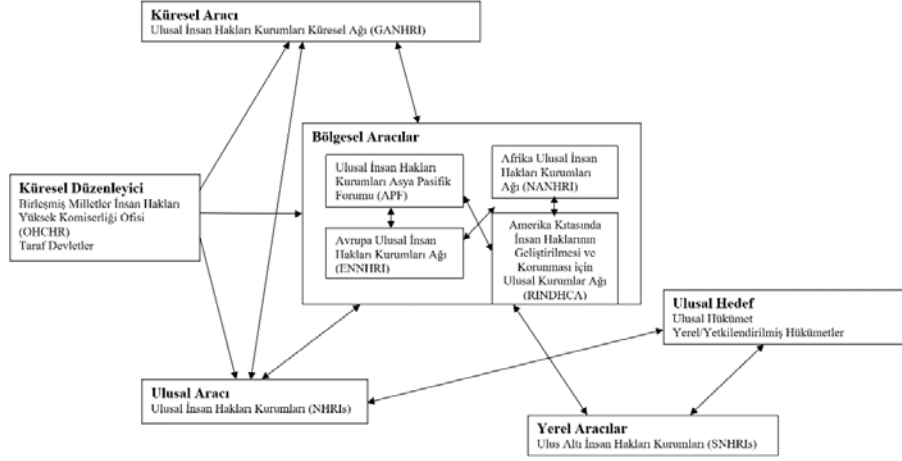 Küresel Aracı
Ulusal İnsan Hakları Kurumları Küresel Ağı (GANHRI)
Bölgesel Aracılar
Ulusal İnsan Hakları
Kurumları Asya Pasifik
Forumu (APF)
Afrika Ulusal İnsan
Hakları Kurumları
Ağı (NANHRI)
Avrupa Ulusal İnsan
Hakları Kurumları Ağı
(ENNHRI)
Amerika Kıtasında
İnsan Haklarının
Geliştirilmesi ve
Korunması için
Ulusal Kurumlar Ağı
(RINDHCA)
Küresel Düzenleyici
Birleşmiş Milletler İnsan Hakları
Yüksek Komiserliği Ofisi
(OHCHR)
Taraf Devletler
Ulusal Hedef
Ulusal Hükümet
Yerel/Yetkilendirilmiş Hükümetler
Ulusal Aracı
Ulusal İnsan Hakları Kurumları (NHRIs)
Yerel Aracılar
Ulus Altı İnsan Hakları Kurumları (SNHRIs)